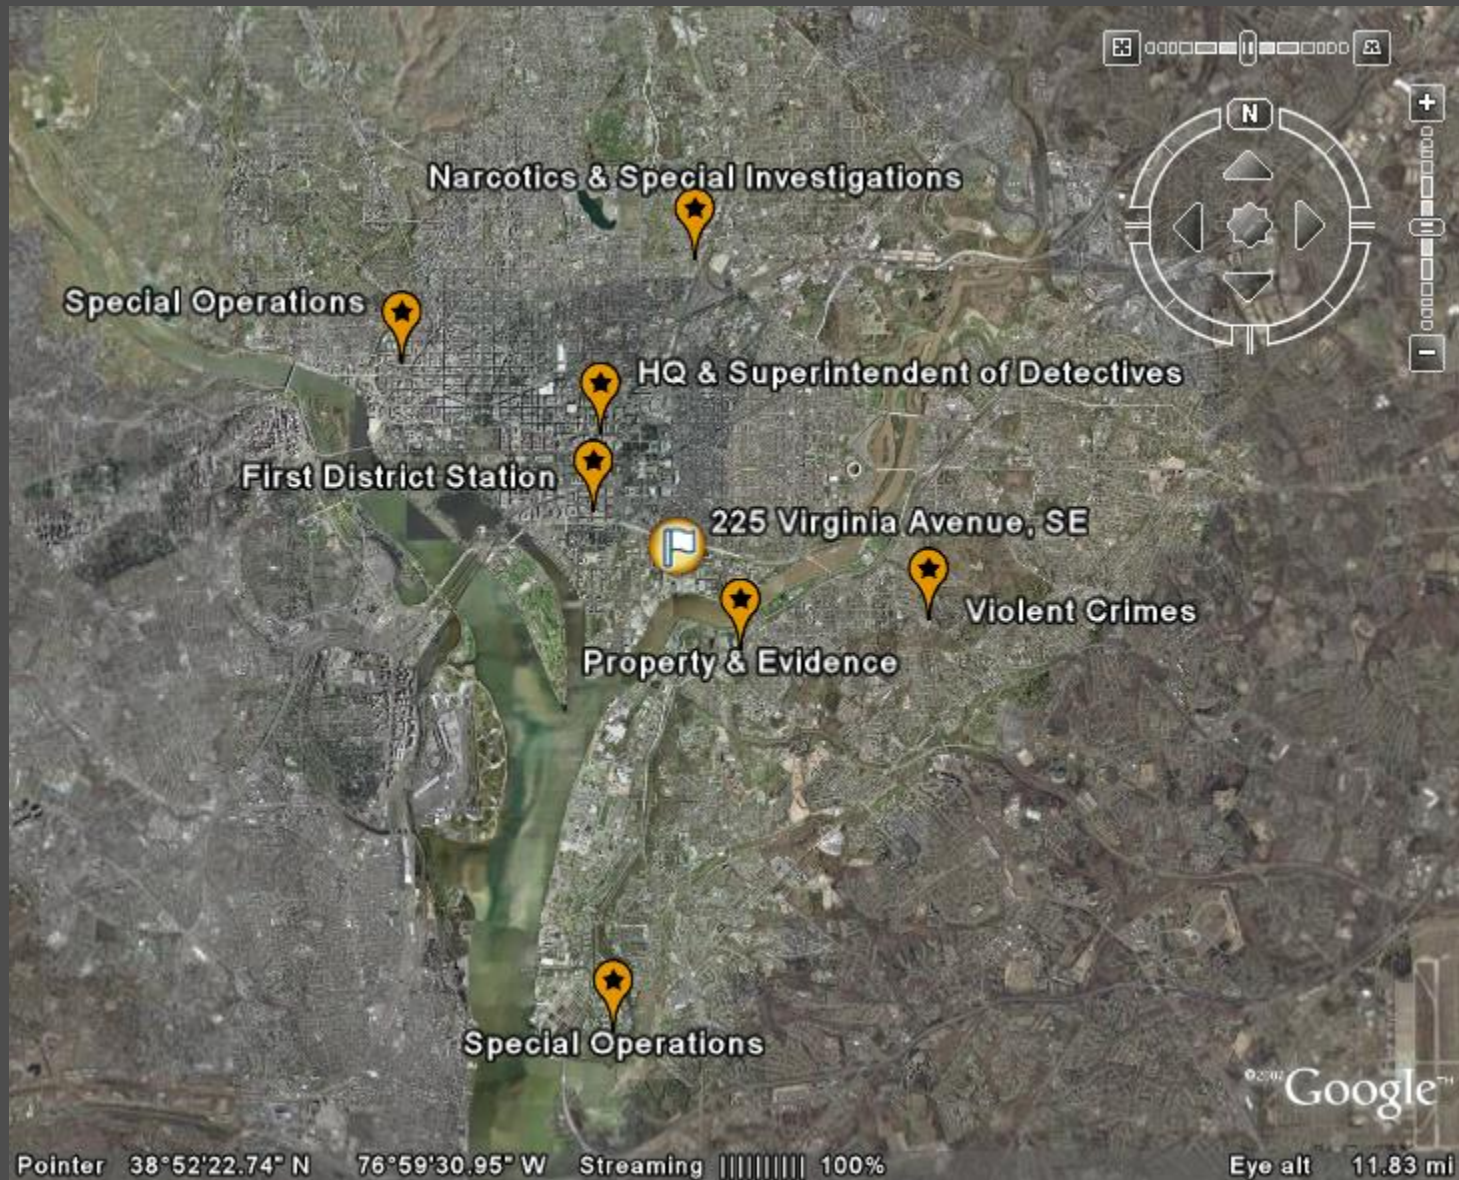 N
Narcotics & Special Investigations
Special Operations
HQ & Superintendent of Detectives
First District Station
225 Virginia Avenue, SE
Violent Crimes
Property & Evidence
Special Operations
Google™
Pointer 38°52'22.74" N 76°59'30.95" W Streaming |||||||||| 100% Eye alt 11.83 mi